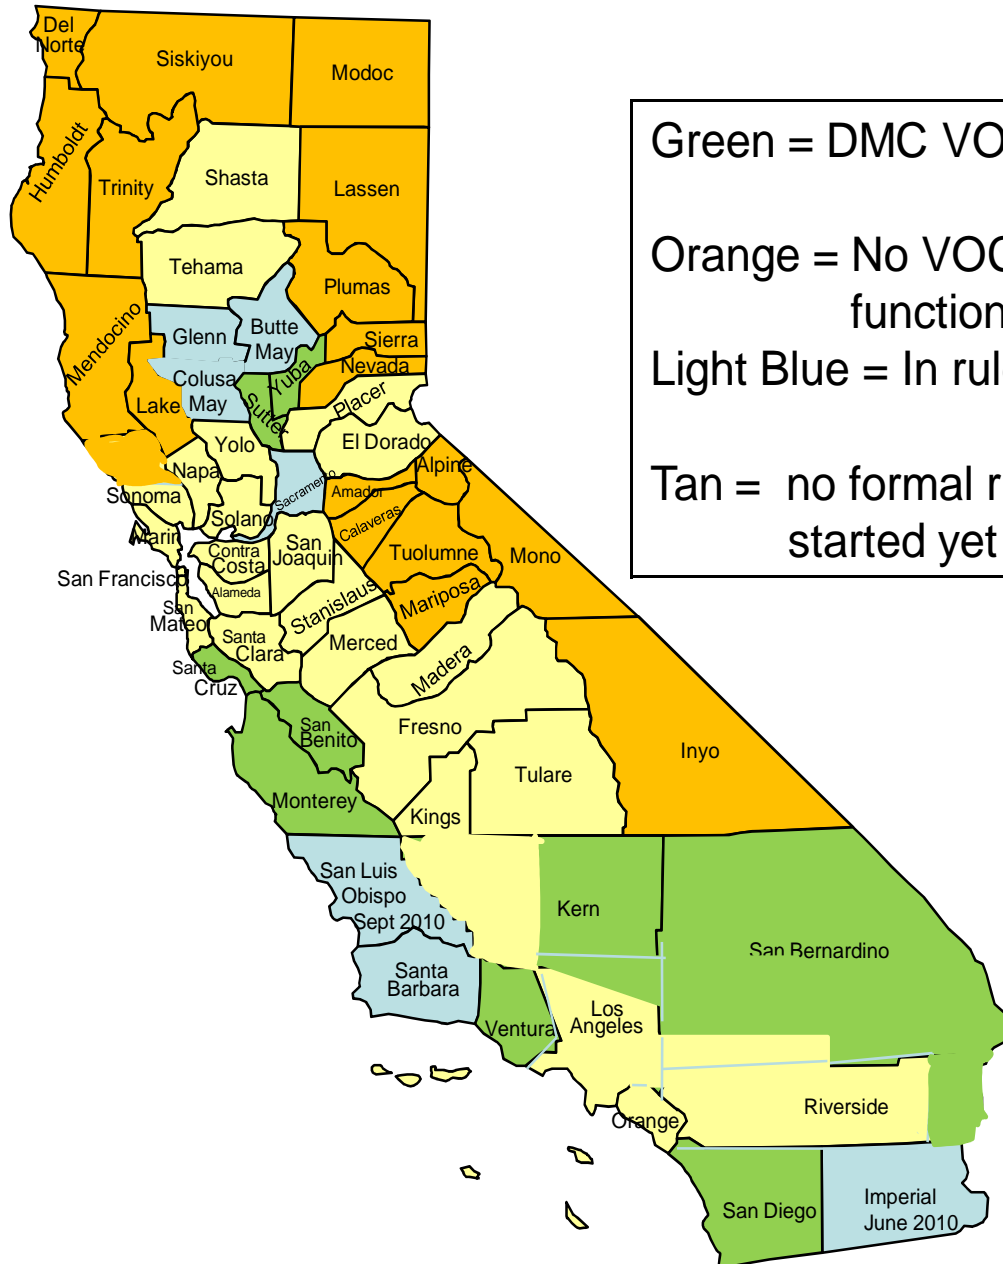 Del
Norte
Siskiyou
Modoc
Humboldt
Trinity
Shasta
Lassen
Tehama
Plumas
Mendocino
Glenn
Butte
May
Sierra
Nevada
Colusa
May
Yuba
Sutter
Lake
Placer
Yolo
El Dorado
Napa
Sacramento
Alpine
Sonoma
Solano
Amador
Marin
Calaveras
Contra
Costa
San
Joaquin
Tuolumne
Mono
San Francisco
Alameda
Stanislaus
Mariposa
San
Mateo
Santa
Clara
Merced
Madera
Santa
Cruz
San
Benito
Fresno
Inyo
Tulare
Monterey
Kings
San Luis
Obispo
Sept 2010
Kern
San Bernardino
Santa
Barbara
Ventura
Los
Angeles
Orange
Riverside
San Diego
Imperial
June 2010
Green = DMC VO
Orange = No VOC
function
Light Blue = In rul
Tan = no formal r
started yet